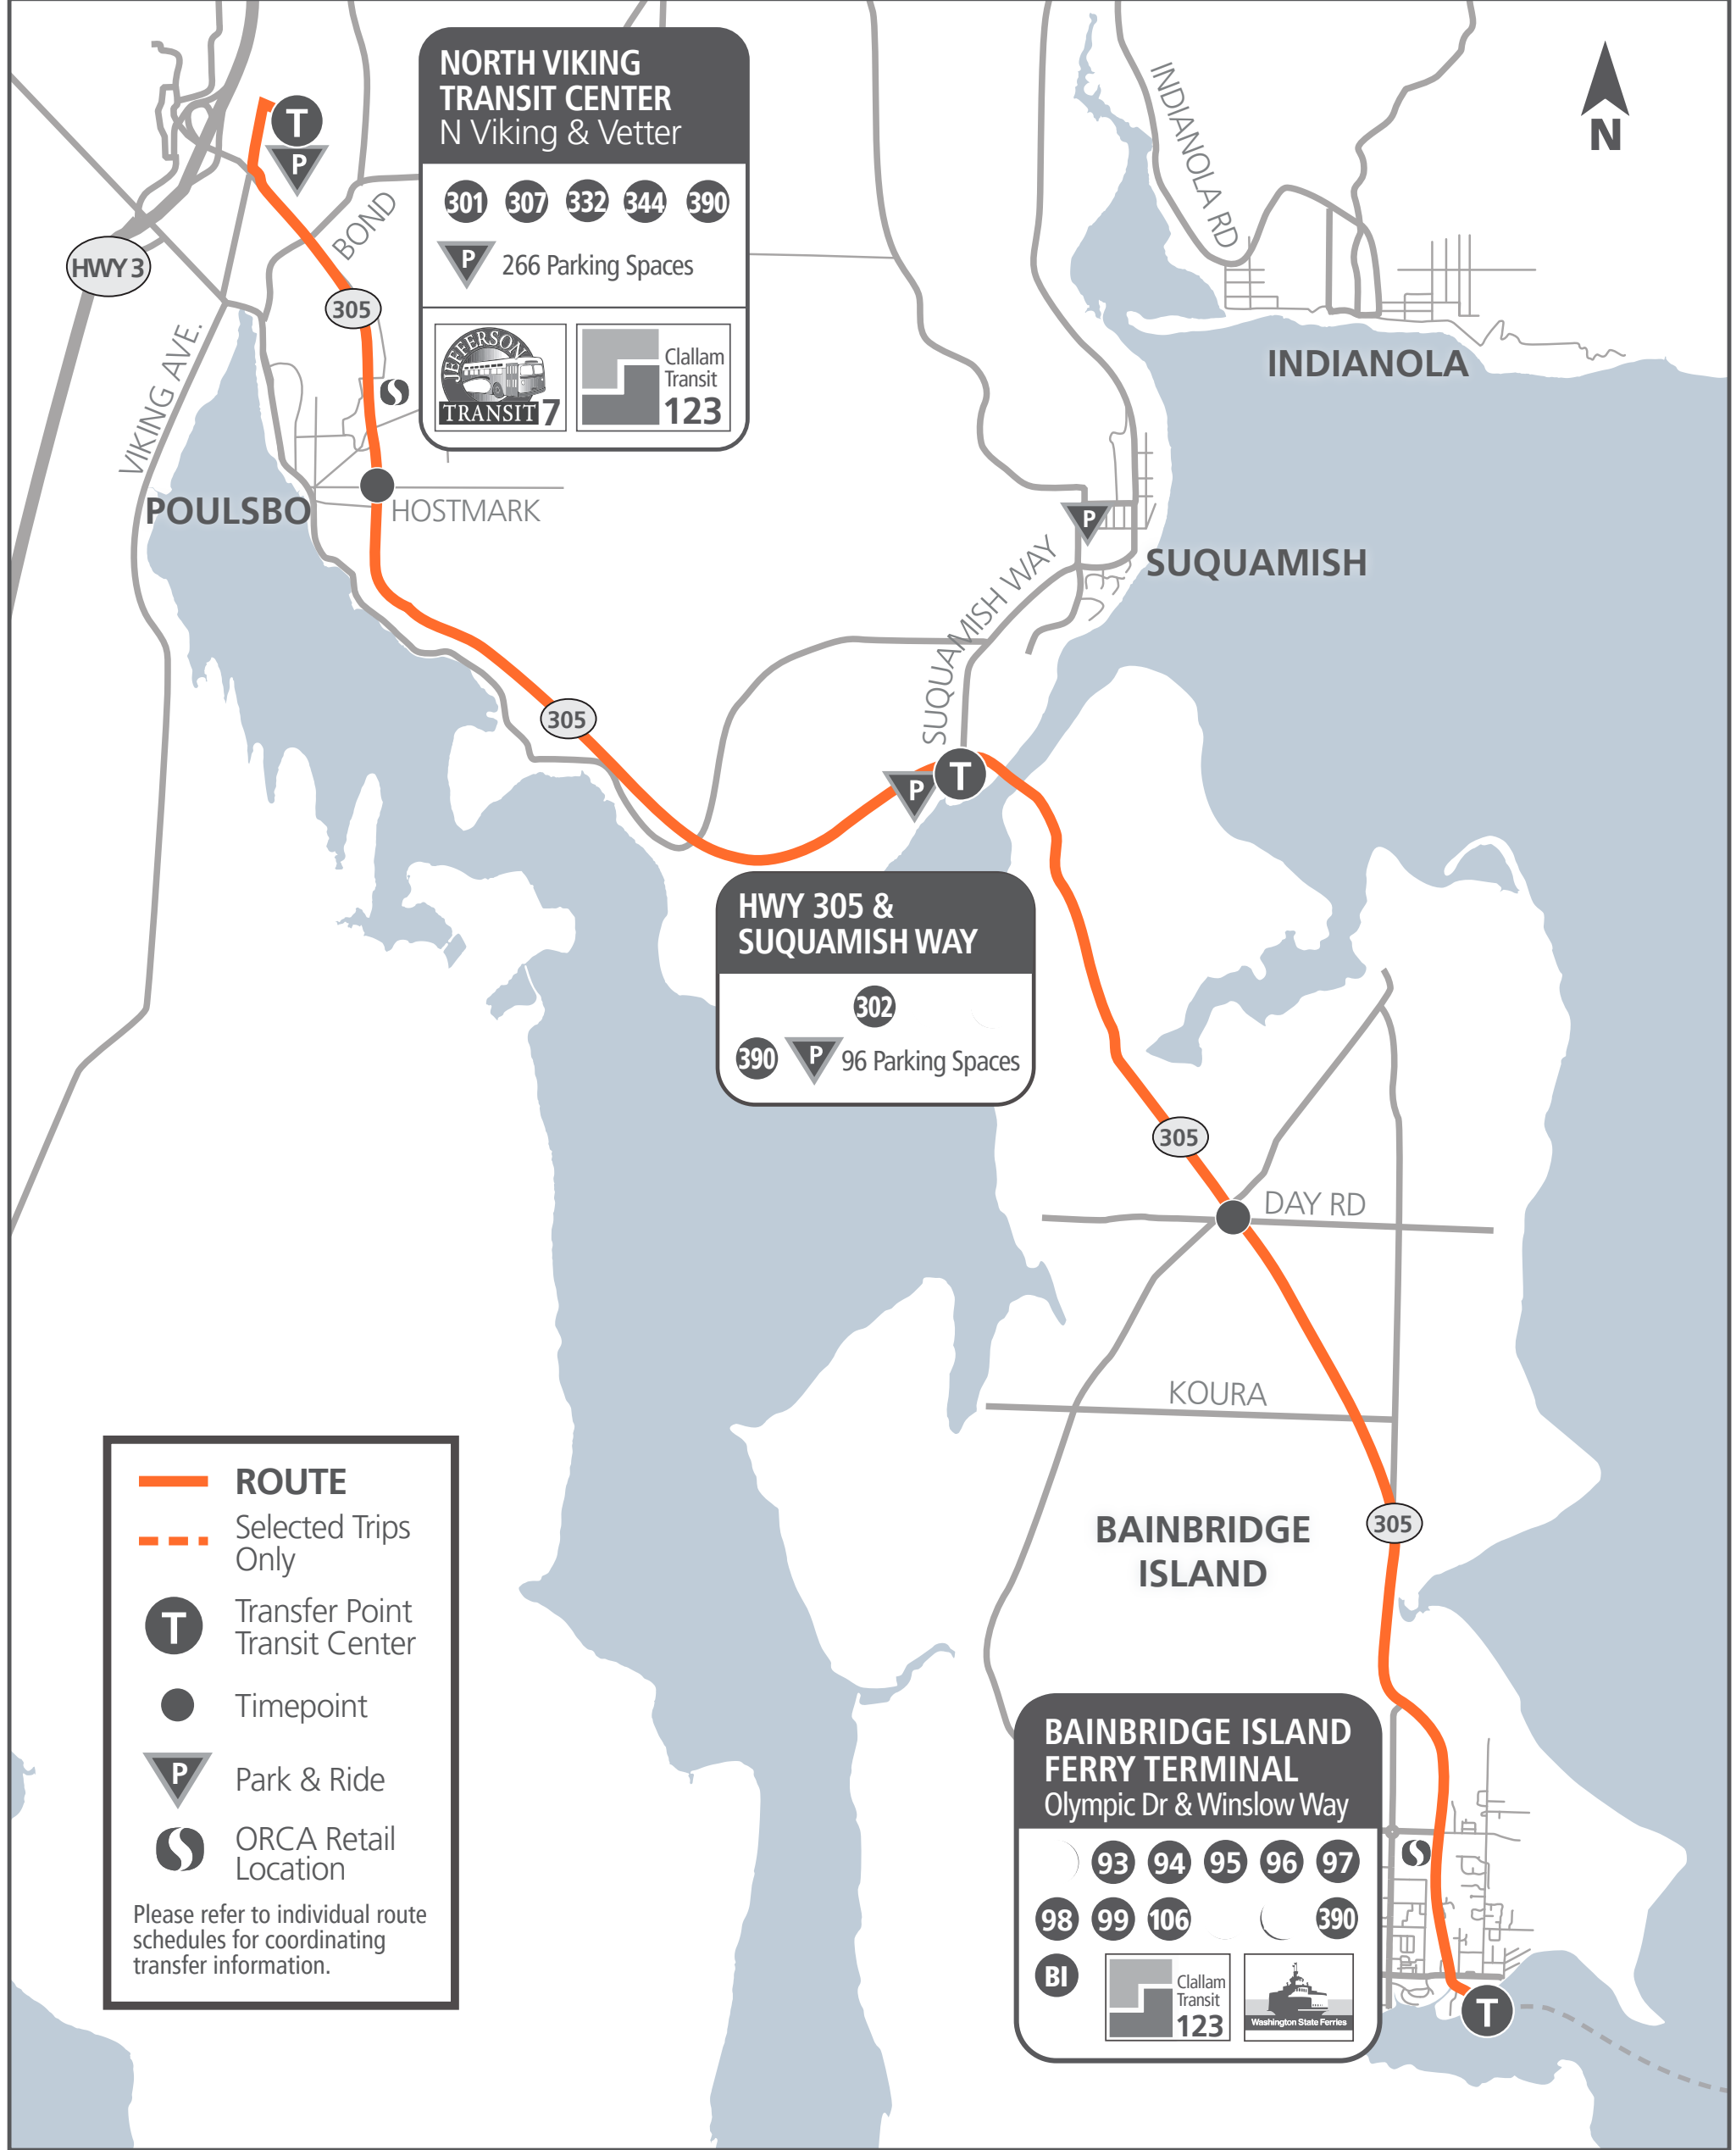 NORTH VIKING
TRANSIT CENTER
N Viking & Vetter
301 307 332 344 390
P 266 Parking Spaces
JEFFERSON
TRANSIT 7
Clallam
Transit
123
N
T
P
HWY 3
BOND
305
VIKING AVE.
POULSBO
HOSTMARK
INDIANOLA RD
INDIANOLA
P
SUQUAMISH
SUQUAMISH WAY
305
P
T
HWY 305 &
SUQUAMISH WAY
302
390 P 96 Parking Spaces
305
DAY RD
KOURA
BAINBRIDGE
ISLAND
305
ROUTE
Selected Trips
Only
T Transfer Point
Transit Center
Timepoint
P Park & Ride
ORCA Retail
Location
Please refer to individual route
schedules for coordinating
transfer information.
BAINBRIDGE ISLAND
FERRY TERMINAL
Olympic Dr & Winslow Way
93 94 95 96 97
98 99 106 390
BI
Clallam
Transit
123
Washington State Ferries
T